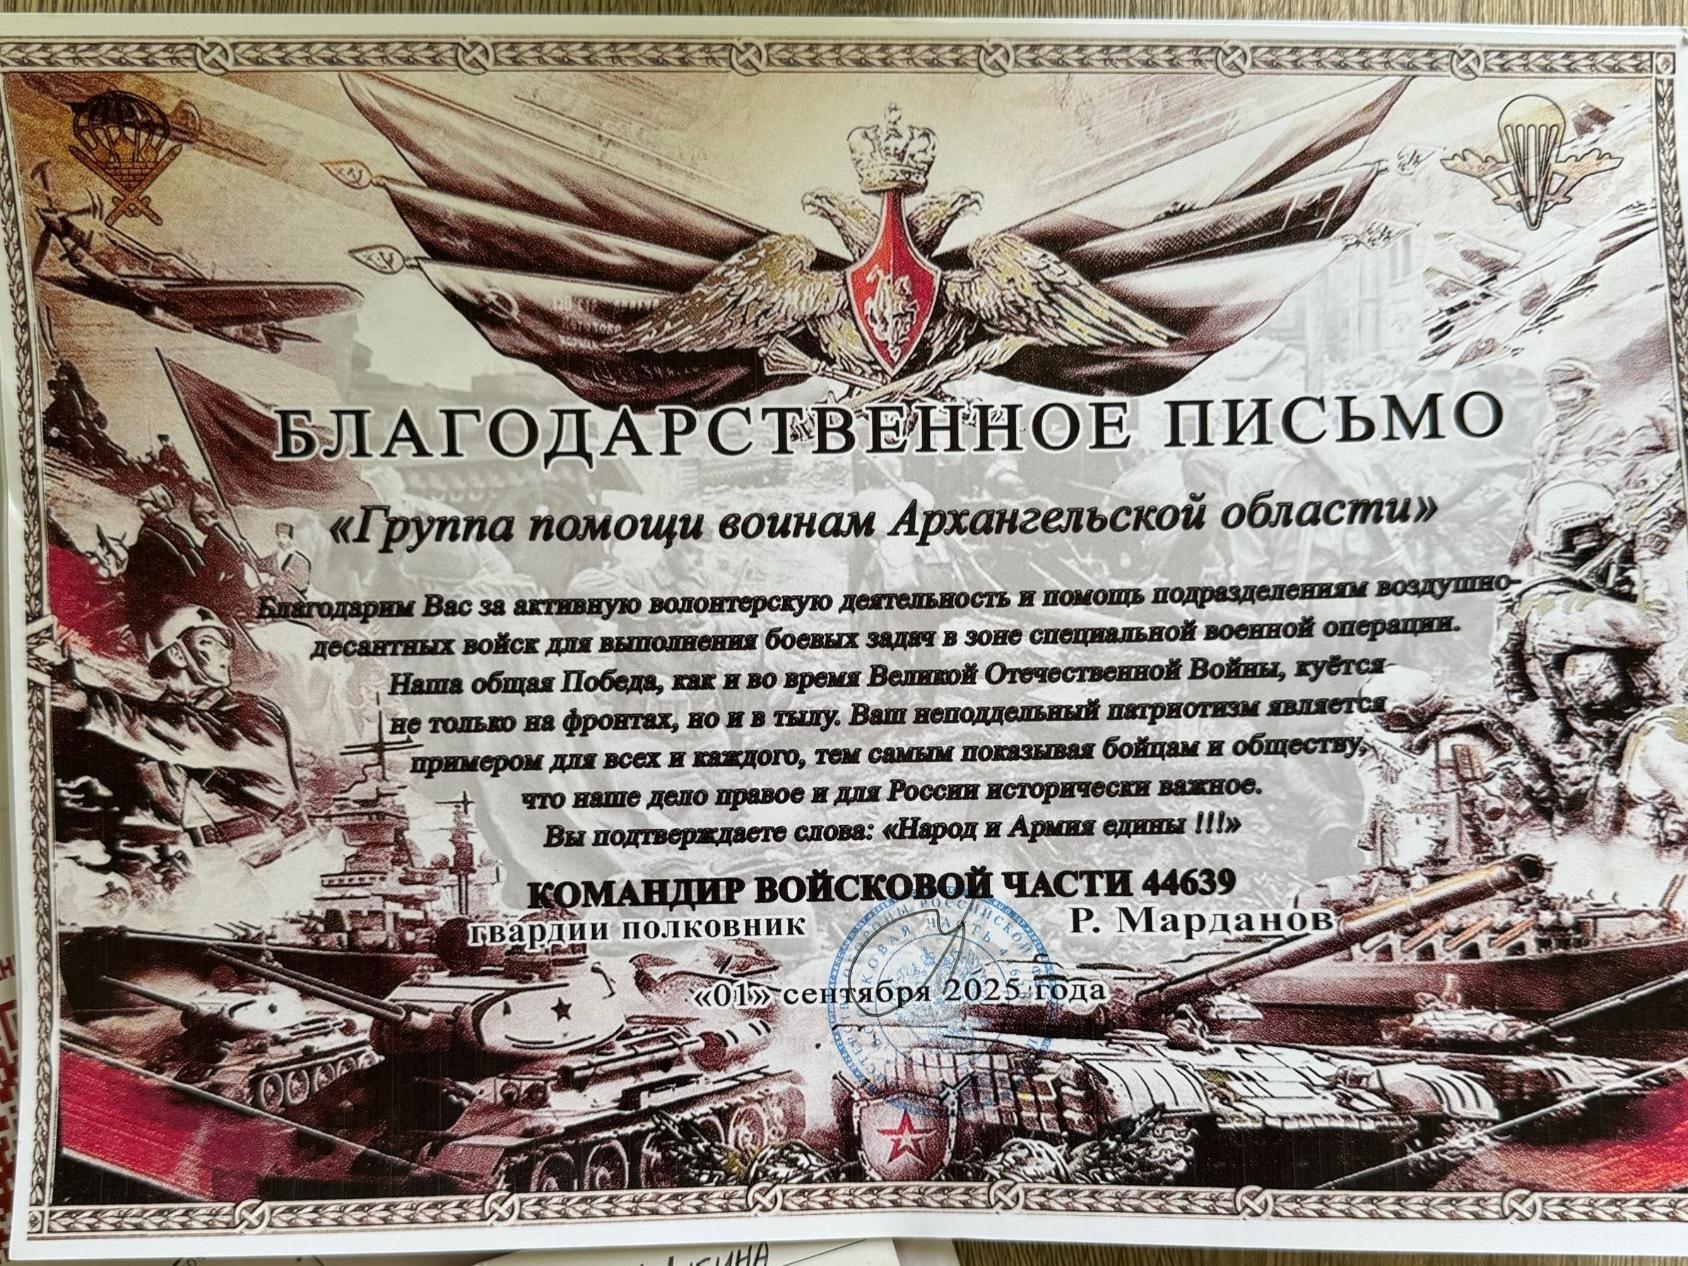 БЛАГОДАРСТВЕННОЕ ПИСЬМО
«Группа помощи воинам Архангельской области»
Благодарим Вас за активную волонтерскую деятельность и помощь подразделениям воздушно-
десантных войск для выполнения боевых задач в зоне специальной военной операции.
Наша общая Победа, как и во время Великой Отечественной Войны, куётся
не только на фронтах, но и в тылу. Ваш неподдельный патриотизм является
примером для всех и каждого, тем самым показывая бойцам и обществу,
что наше дело правое и для России исторически важное.
Вы подтверждаете слова: «Народ и Армия едины !!!»
КОМАНДИР ВОЙСКОВОЙ ЧАСТИ 44639
гвардии полковник Р. Марданов
«01» сентября 2025 года